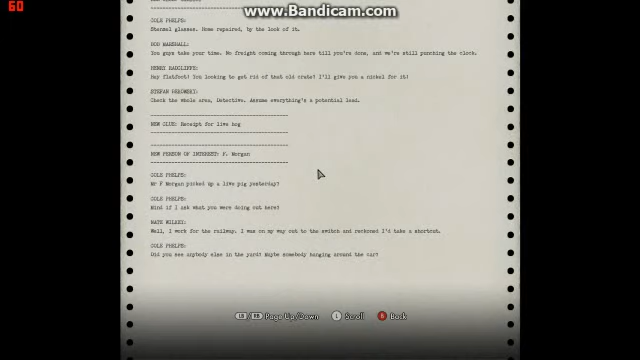 60
www.Bandicam.com
COLE PHELPS:
Eternal glasses. Home repaired, by the look of it.
ROD MARSHALL:
You guys take your time. No freight coming through here till you're done, and we're still punching the clock.
HENRY RADCLIFFE:
Hey flatfoot! You looking to get rid of that old crate? I'll give you a nickel for it!
STEFAN BEKOWSKI:
Check the whole area, Detective. Assume everything's a potential lead.
NEW CLUE: Receipt for live hog
NEW PERSON OF INTEREST: F. Morgan
COLE PHELPS:
Mr F Morgan picked up a live pig yesterday?
COLE PHELPS:
Mind if I ask what you were doing out here?
NATE WILKEY:
Well, I work for the railway. I was on my way out to the switch and reckoned I'd take a shortcut.
COLE PHELPS:
Did you see anybody else in the yard? Maybe somebody hanging around the car?
LB/RB Page Up/Down L Scroll B Back